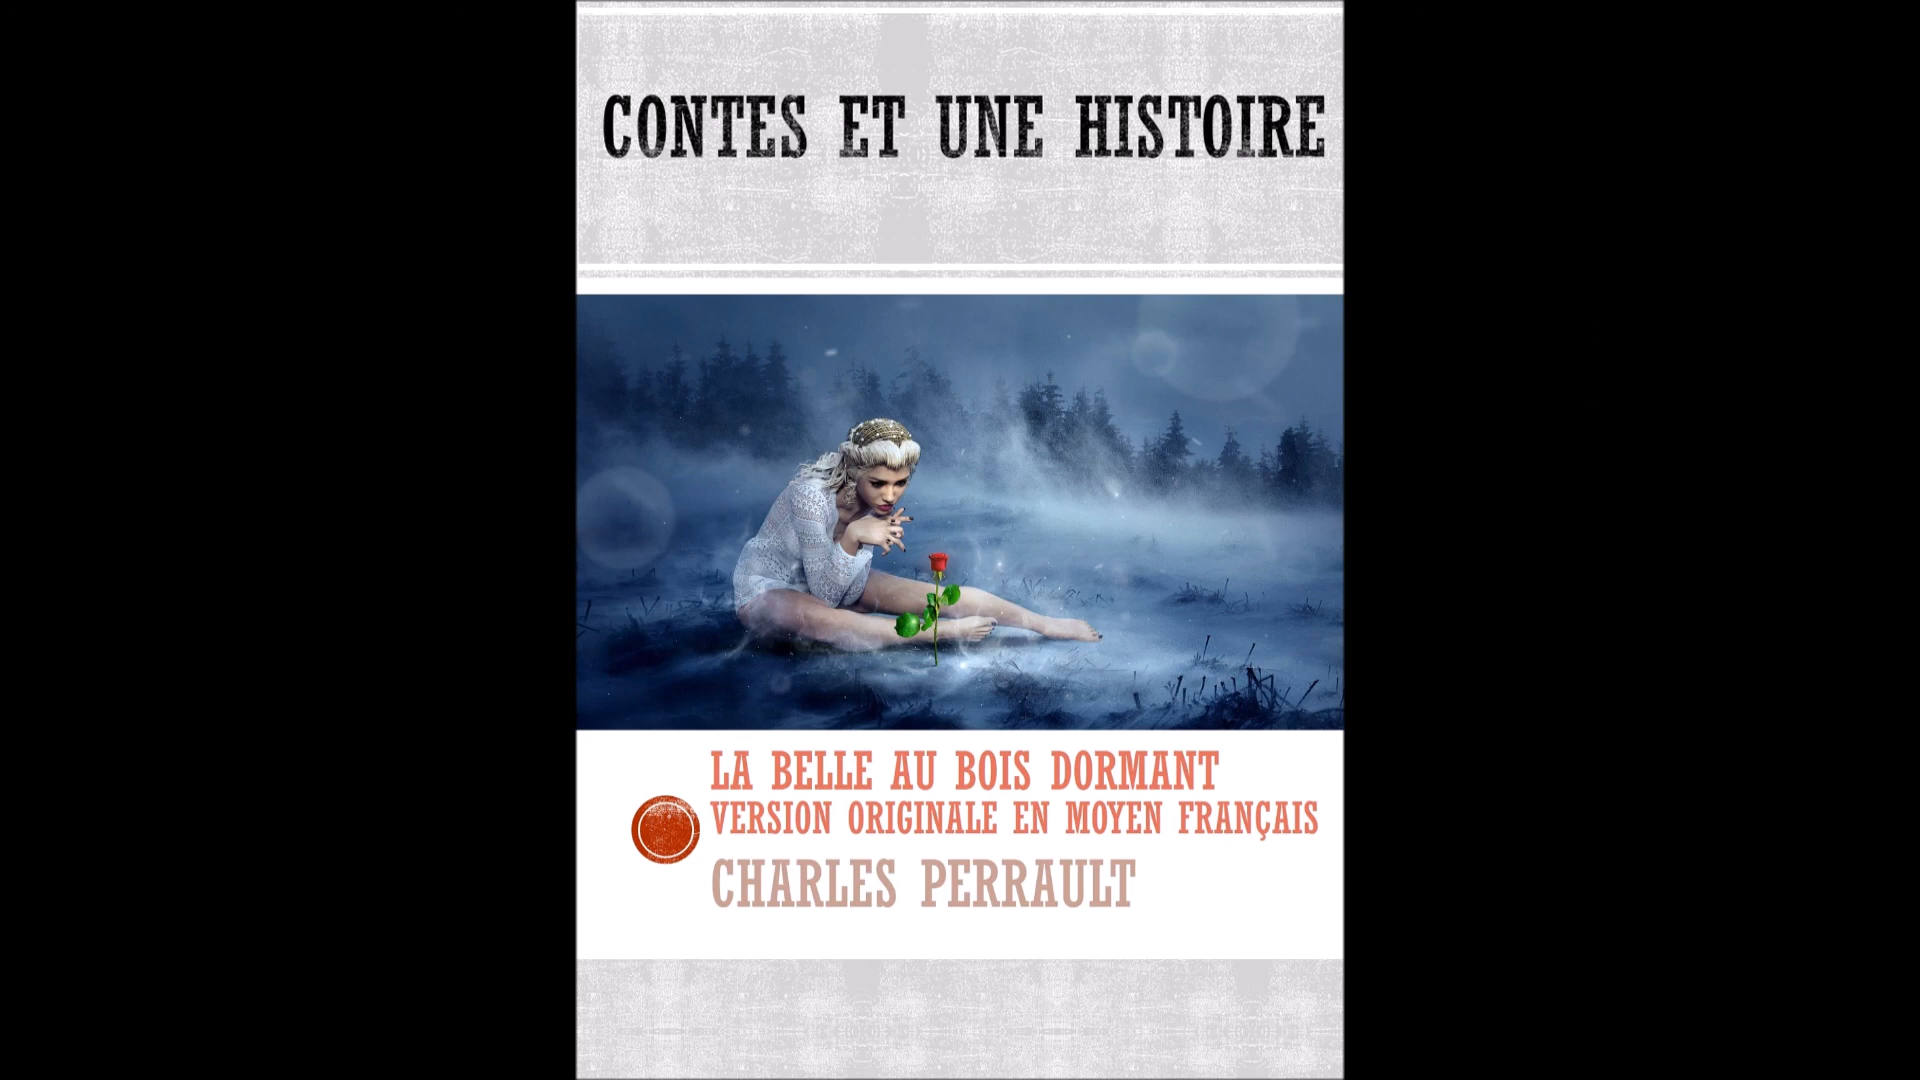 CONTES ET UNE HISTOIRE
LA BELLE AU BOIS DORMANT
VERSION ORIGINALE EN MOYEN FRANÇAIS
CHARLES PERRAULT